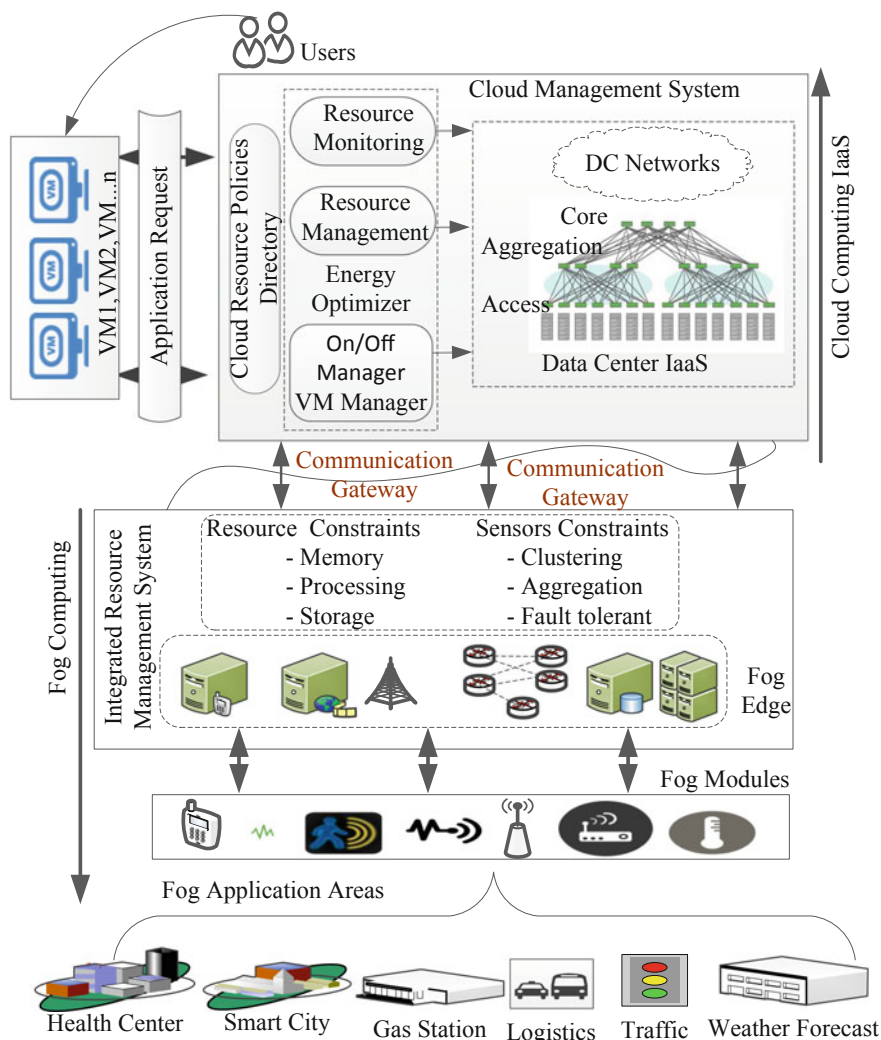 Users
Cloud Management System
Resource
Monitoring
DC Networks
Resource
Management
Core
Aggregation
Energy
Optimizer
Access
On/Off
Manager
VM Manager
Data Center IaaS
VM
VM
VM
VM1,VM2,VM...n
Application Request
Cloud Resource Policies
Directory
Cloud Computing IaaS
Communication
Gateway
Communication
Gateway
Fog Computing
Integrated Resource
Management System
Resource Constraints
- Memory
- Processing
- Storage
Sensors Constraints
- Clustering
- Aggregation
- Fault tolerant
Fog
Edge
Fog Modules
Fog Application Areas
Health Center
Smart City
Gas Station
Logistics
Traffic
Weather Forecast